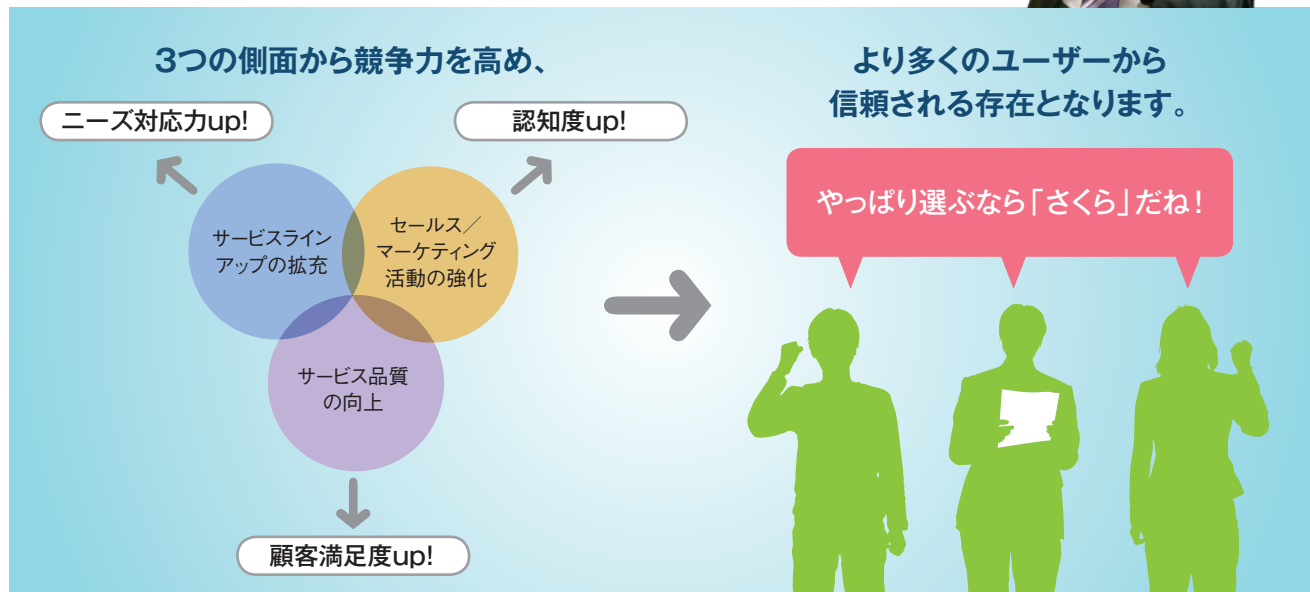 3つの側面から競争力を高め、
ニーズ対応力up!
認知度up!
サービスライン
アップの拡充
セールス／
マーケティング
活動の強化
サービス品質
の向上
顧客満足度up!
より多くのユーザーから
信頼される存在となります。
やっぱり選ぶなら「さくら」だね！